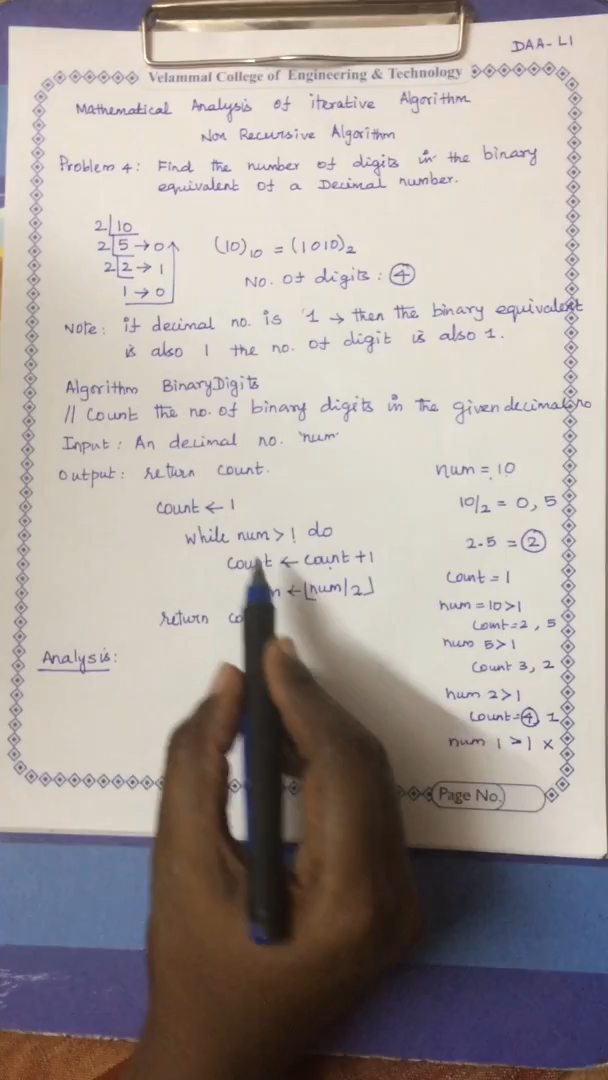 DAA-L1
Velammal College of Engineering & Technology
Mathematical Analysis of iterative Algorithm
Non Recursive Algorithm
Problem 4: Find the number of digits in the binary
equivalent of a Decimal number.
2|10
2|5 → 0
2|2 → 1
1 → 0
(10)₁₀ = (1010)₂
No. of digits : 4
Note: if decimal no. is '1 → then the binary equivalent
is also 1 the no. of digit is also 1.
Algorithm BinaryDigits
// Count the no. of binary digits in the given decimal no
Input : An decimal no. 'num'
Output : return count.
count ← 1
while num > 1 do
count ← count + 1
← ⌊num/2⌋
return
Analysis:
num = 10
10/2 = 0, 5
2.5 = 2
Count = 1
num = 10 > 1
Count = 2, 5
num 5 > 1
Count 3, 2
num 2 > 1
Count = 4, 1
num 1 > 1 ×
Page No.